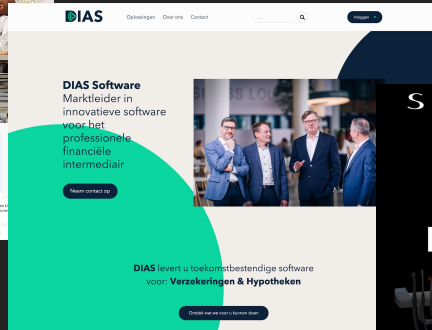 DIAS
Oplossingen Over ons Contact
Inloggen
DIAS Software
Marktleider in
innovatieve software
voor het
professionele
financiële
intermediair
Neem contact op
DIAS levert u toekomstbestendige software
voor: Verzekeringen & Hypotheken
Ontdek wat we voor u kunnen doen
S